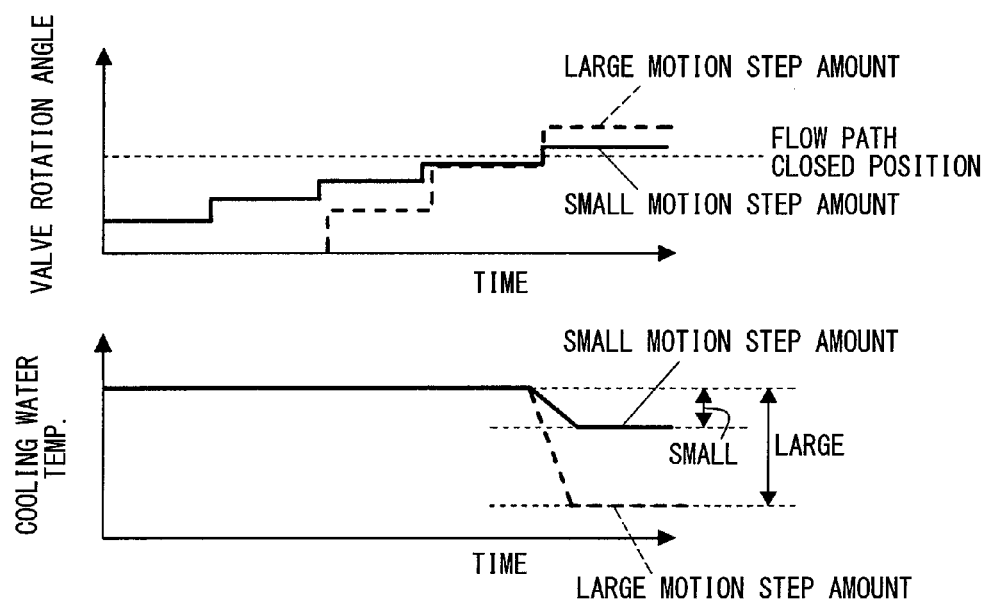 VALVE ROTATION ANGLE
LARGE MOTION STEP AMOUNT
FLOW PATH
CLOSED POSITION
SMALL MOTION STEP AMOUNT
TIME
COOLING WATER
TEMP.
SMALL MOTION STEP AMOUNT
SMALL
LARGE
TIME
LARGE MOTION STEP AMOUNT